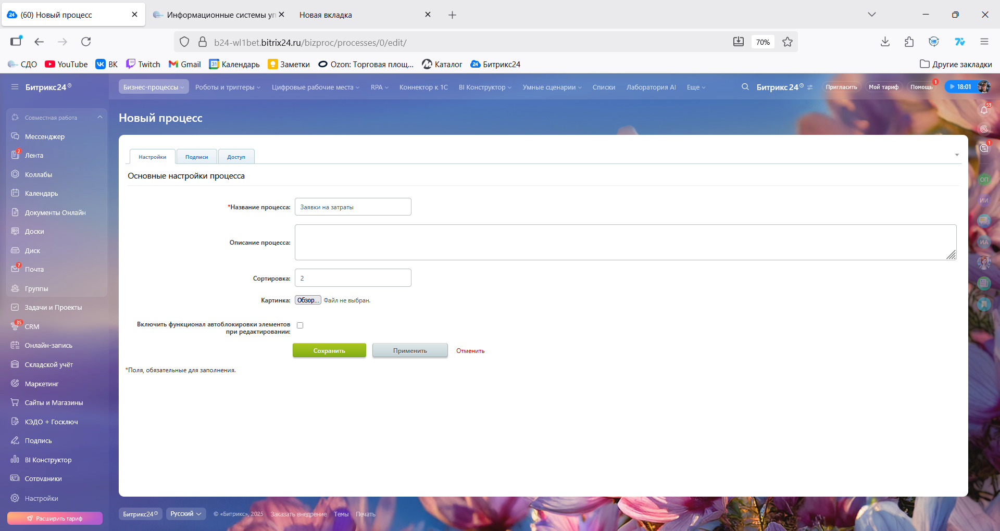 24 (60) Новый процесс
Информационные системы уп
Новая вкладка
b24-wl1bet.bitrix24.ru/bizproc/processes/0/edit/
70%
СДО
YouTube
ВК
Twitch
Gmail
31 Календарь
Заметки
Ozon: Торговая площ...
Каталог
24 Битрикс24
Другие закладки
Битрикс24
Бизнес-процессы
Роботы и триггеры
Цифровые рабочие места
RPA
Коннектор к 1С
BI Конструктор
Умные сценарии
Списки
Лаборатория AI
Еще
Битрикс 24
Пригласить
Мой тариф
Помощь
1
18:01
Совместная работа
Мессенджер
2
Лента
Коллабы
Календарь
Документы Онлайн
Доски
Диск
7
Почта
Группы
Задачи и Проекты
35
CRM
Онлайн-запись
Складской учёт
Маркетинг
Сайты и Магазины
КЭДО + Госключ
Подпись
BI Конструктор
Сотрудники
Настройки
Расширить тариф
Новый процесс
Настройки
Подписи
Доступ
Основные настройки процесса
*Название процесса:
Заявки на затраты
Описание процесса:
Сортировка:
2
Картинка:
Обзор...
Файл не выбран.
Включить функционал автоблокировки элементов
при редактировании:
Сохранить
Применить
Отменить
*Поля, обязательные для заполнения.
59
1
ОП
ИИ
ИА
Битрикс24
Русский
© «Битрикс», 2025
Заказать внедрение
Темы
Печать